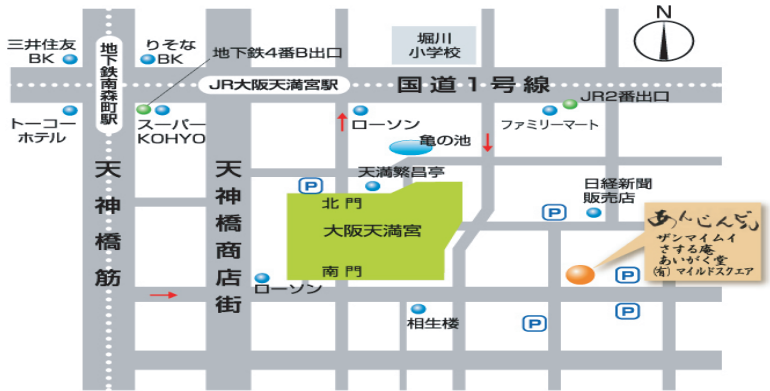 N
三井住友
BK
地下鉄南森町駅
りそな
BK
地下鉄4番B出口
堀川
小学校
JR大阪天満宮駅
国道1号線
JR2番出口
トーコー
ホテル
スーパー
KOHYO
ローソン
ファミリーマート
亀の池
天満繁昌亭
天神橋筋
天神橋商店街
P
北門
大阪天満宮
南門
日経新聞
販売店
P
あんじん
ザンマイムイ
さする庵
あいがく堂
(有)マイルドスクエア
P
ローソン
相生楼
P
P